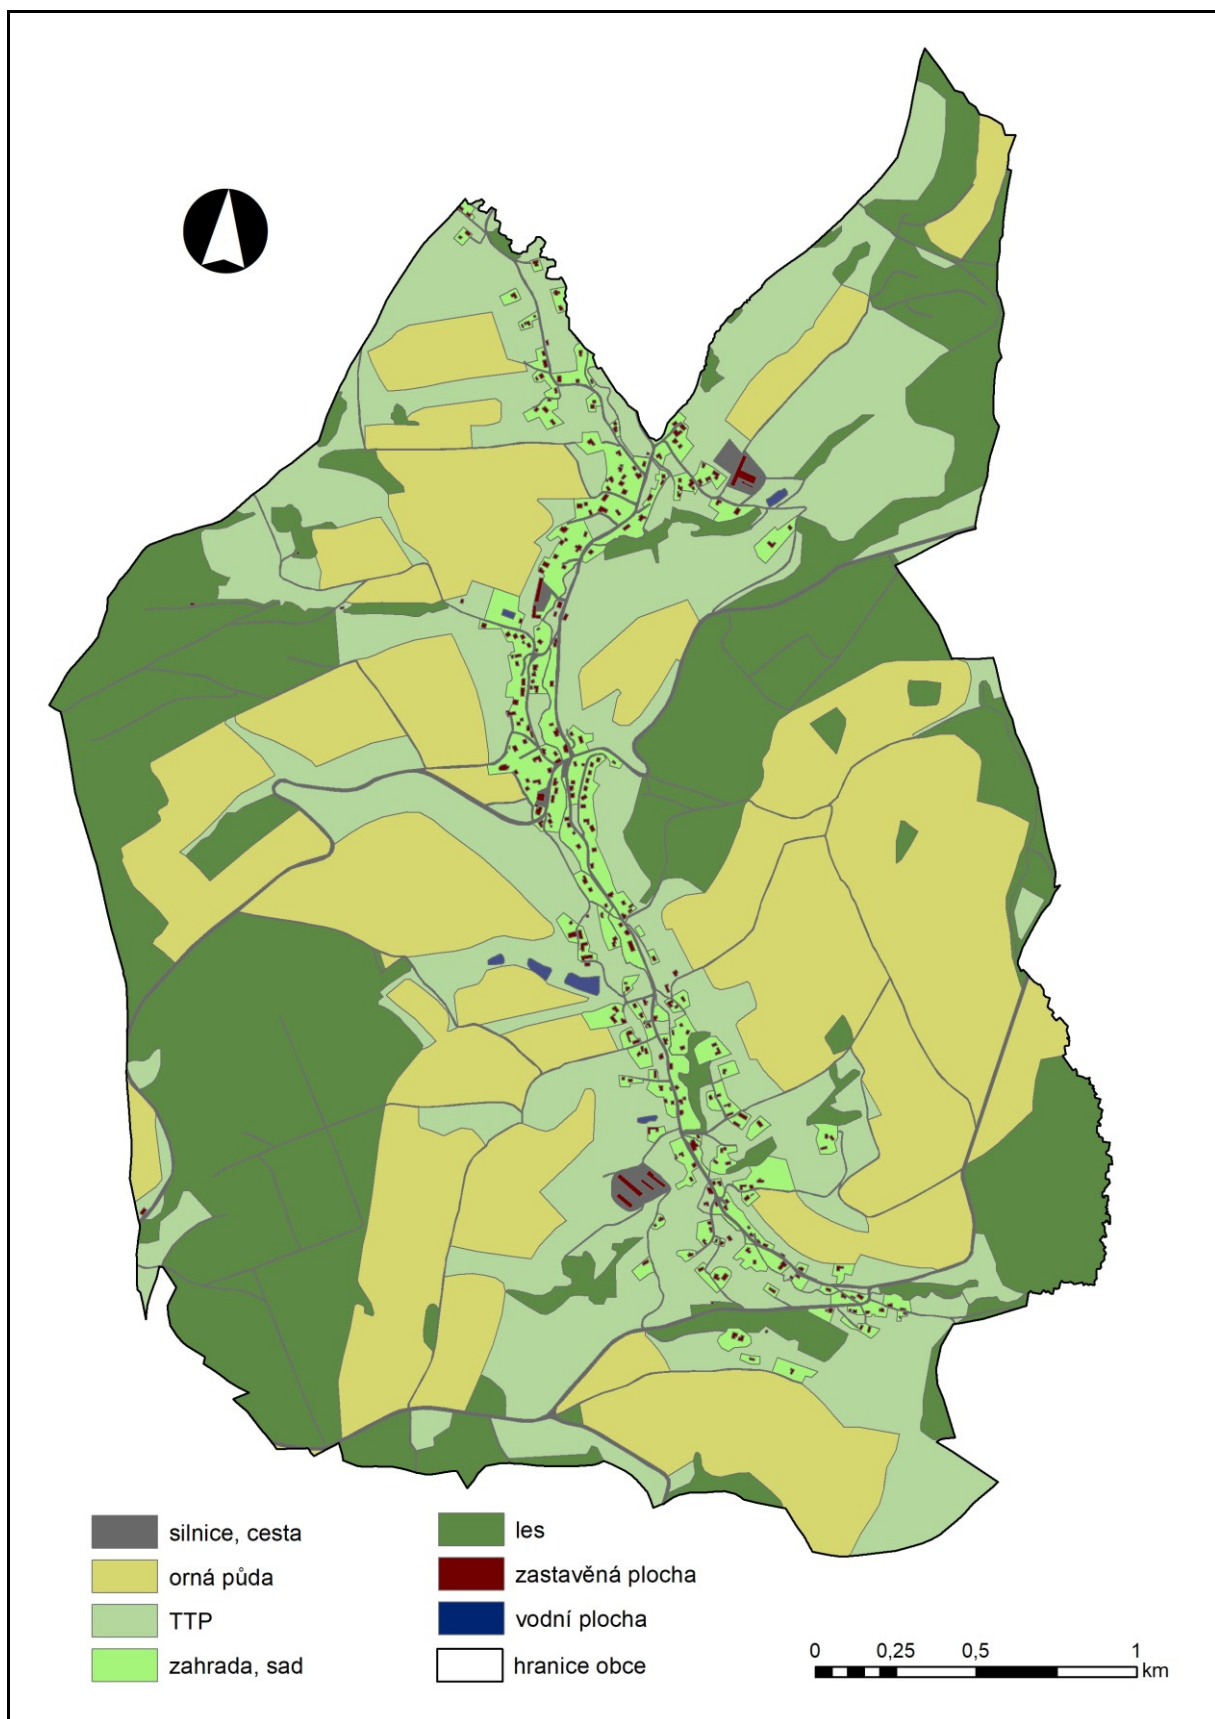 silnice, cesta
orná půda
TTP
zahrada, sad
les
zastavěná plocha
vodní plocha
hranice obce
0 0,25 0,5 1
km